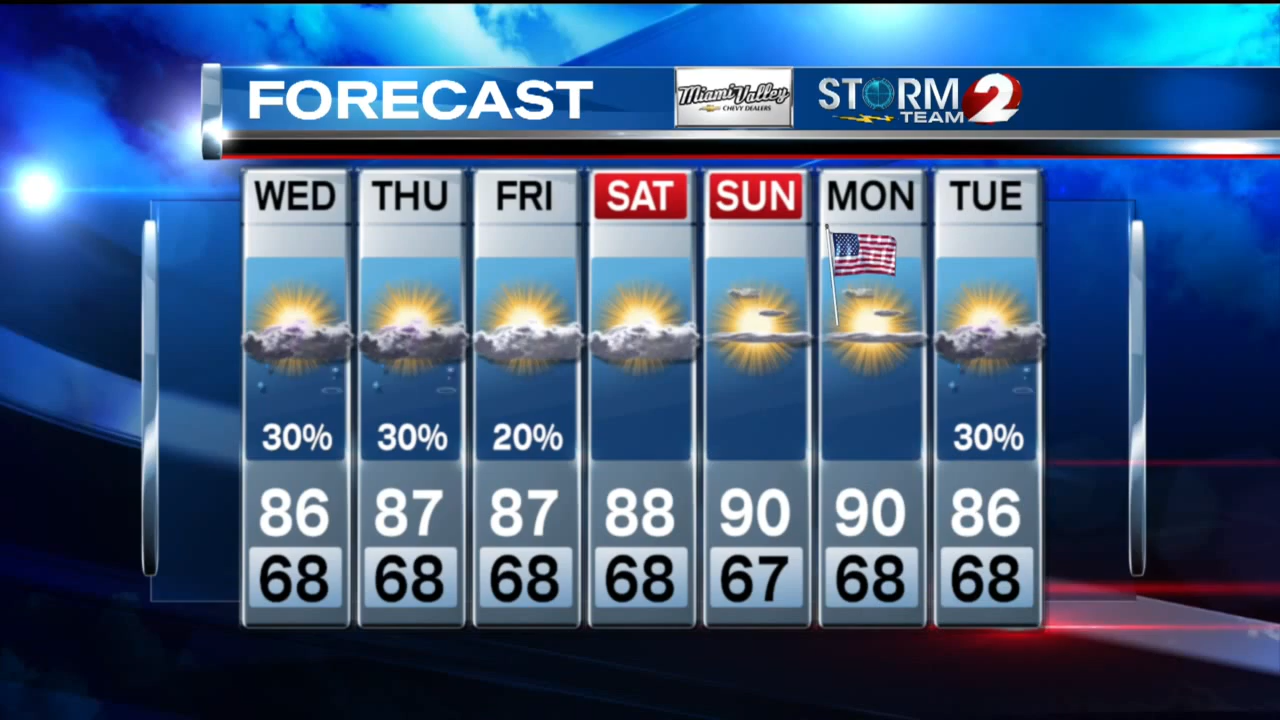 FORECAST
Miami Valley
CHEVY DEALERS
STORM
TEAM 2
WED THU FRI SAT SUN MON TUE
30% 30% 20% 30%
86 87 87 88 90 90 86
68 68 68 68 67 68 68